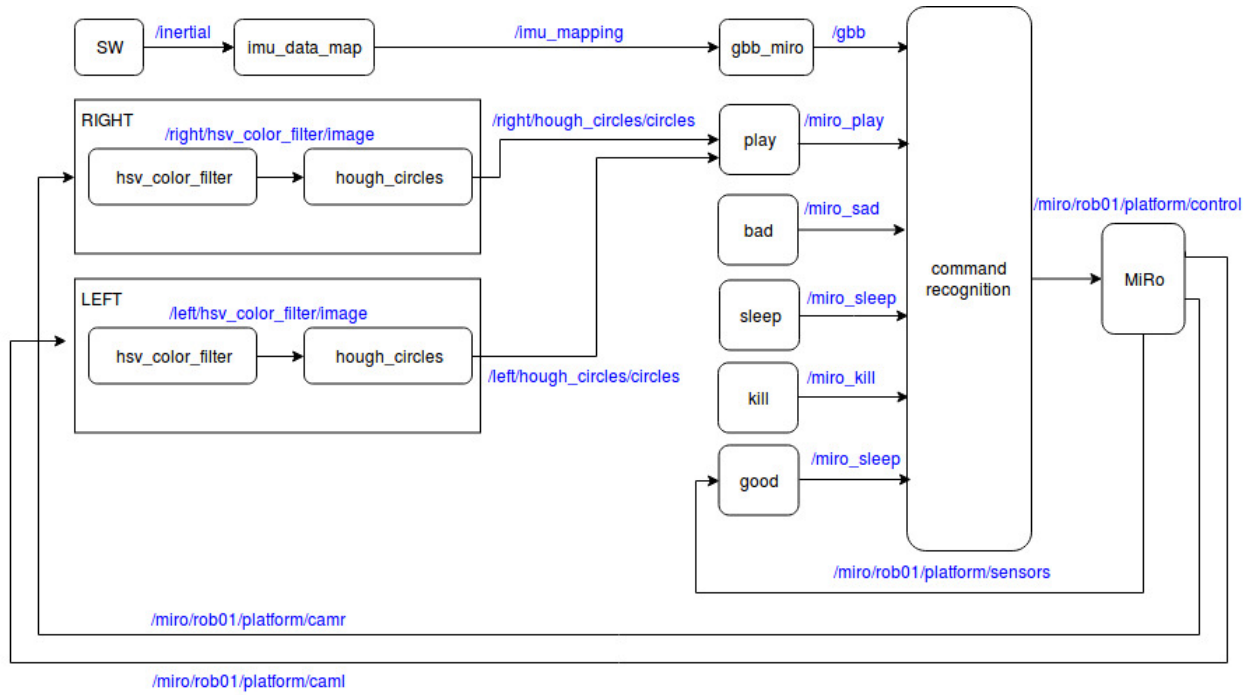 SW
/inertial
imu_data_map
/imu_mapping
gbb_miro
/gbb
RIGHT
/right/hsv_color_filter/image
hsv_color_filter
hough_circles
/right/hough_circles/circles
play
/miro_play
bad
/miro_sad
LEFT
/left/hsv_color_filter/image
hsv_color_filter
hough_circles
/left/hough_circles/circles
sleep
/miro_sleep
kill
/miro_kill
good
/miro_sleep
command
recognition
/miro/rob01/platform/control
MiRo
/miro/rob01/platform/sensors
/miro/rob01/platform/camr
/miro/rob01/platform/caml